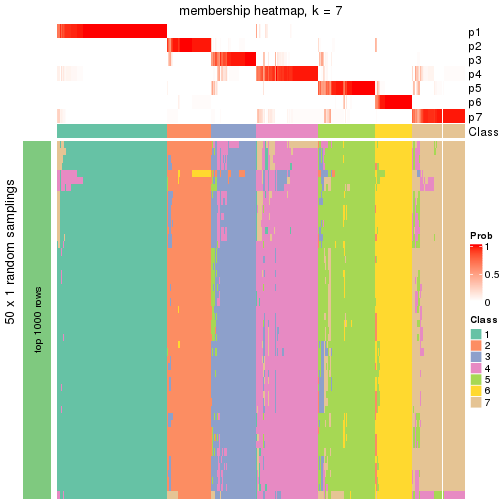 membership heatmap, k = 7
p1
p2
p3
p4
p5
p6
p7
Class
50 x 1 random samplings
top 1000 rows
Prob
1
0.5
0
Class
1
2
3
4
5
6
7